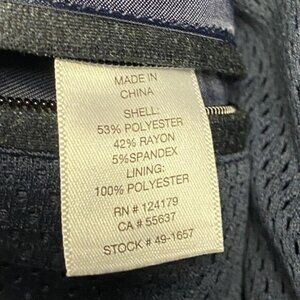 MADE IN
CHINA
SHELL:
53% POLYESTER
42% RAYON
5%SPANDEX
LINING:
100% POLYESTER
RN # 124179
CA # 55637
STOCK # 49-1657